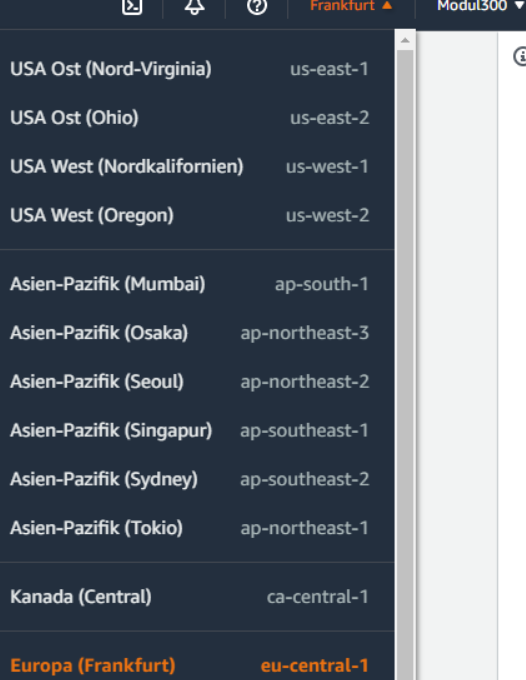 Frankfurt ▲ Modul300 ▼
USA Ost (Nord-Virginia) us-east-1
USA Ost (Ohio) us-east-2
USA West (Nordkalifornien) us-west-1
USA West (Oregon) us-west-2
Asien-Pazifik (Mumbai) ap-south-1
Asien-Pazifik (Osaka) ap-northeast-3
Asien-Pazifik (Seoul) ap-northeast-2
Asien-Pazifik (Singapur) ap-southeast-1
Asien-Pazifik (Sydney) ap-southeast-2
Asien-Pazifik (Tokio) ap-northeast-1
Kanada (Central) ca-central-1
Europa (Frankfurt) eu-central-1